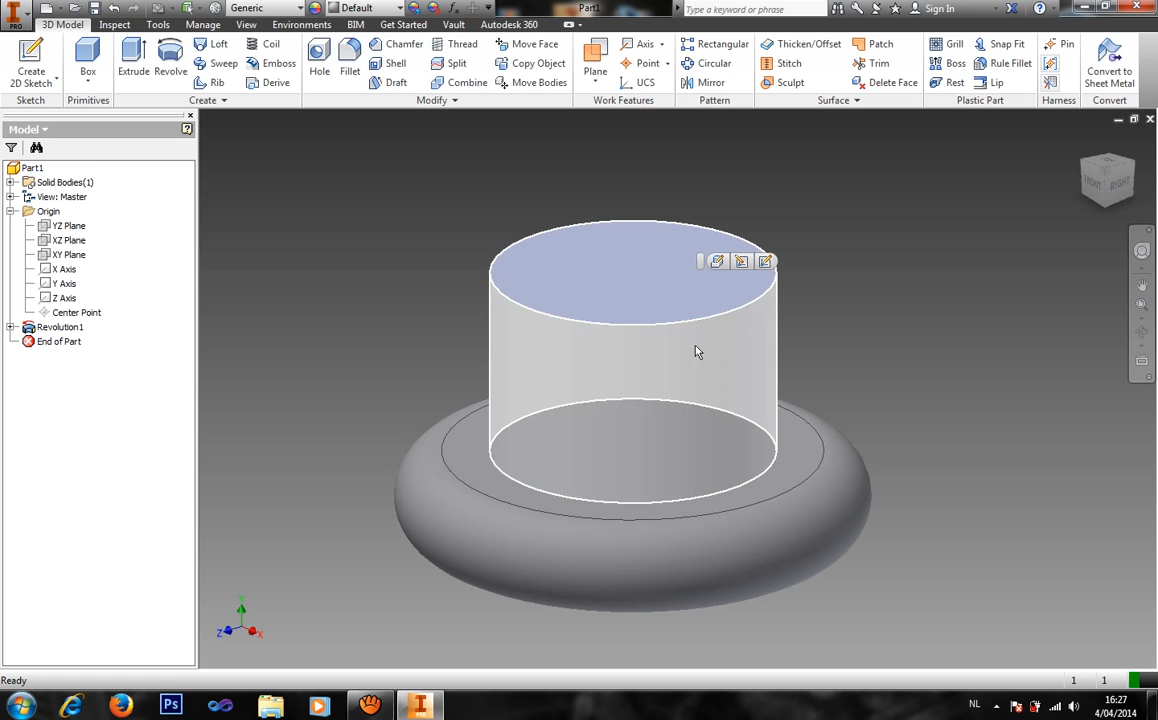 PRO Generic Default Part1 Type a keyword or phrase Sign In
3D Model Inspect Tools Manage View Environments BIM Get Started Vault Autodesk 360
Loft Coil Chamfer Thread Move Face Axis Rectangular Thicken/Offset Patch Grill Snap Fit Pin
Sweep Emboss Shell Split Copy Object Point Circular Stitch Trim Boss Rule Fillet
Create
2D Sketch Box Extrude Revolve Rib Derive Hole Fillet Draft Combine Move Bodies Plane UCS Mirror Sculpt Delete Face Rest Lip Convert to
Sheet Metal
Sketch Primitives Create Modify Work Features Pattern Surface Plastic Part Harness Convert
Model
Part1
Solid Bodies(1)
View: Master
Origin
YZ Plane
XZ Plane
XY Plane
X Axis
Y Axis
Z Axis
Center Point
Revolution1
End of Part
FRONT RIGHT
Y
Z X
Ready 1 1
Ps NL 16:27
4/04/2014